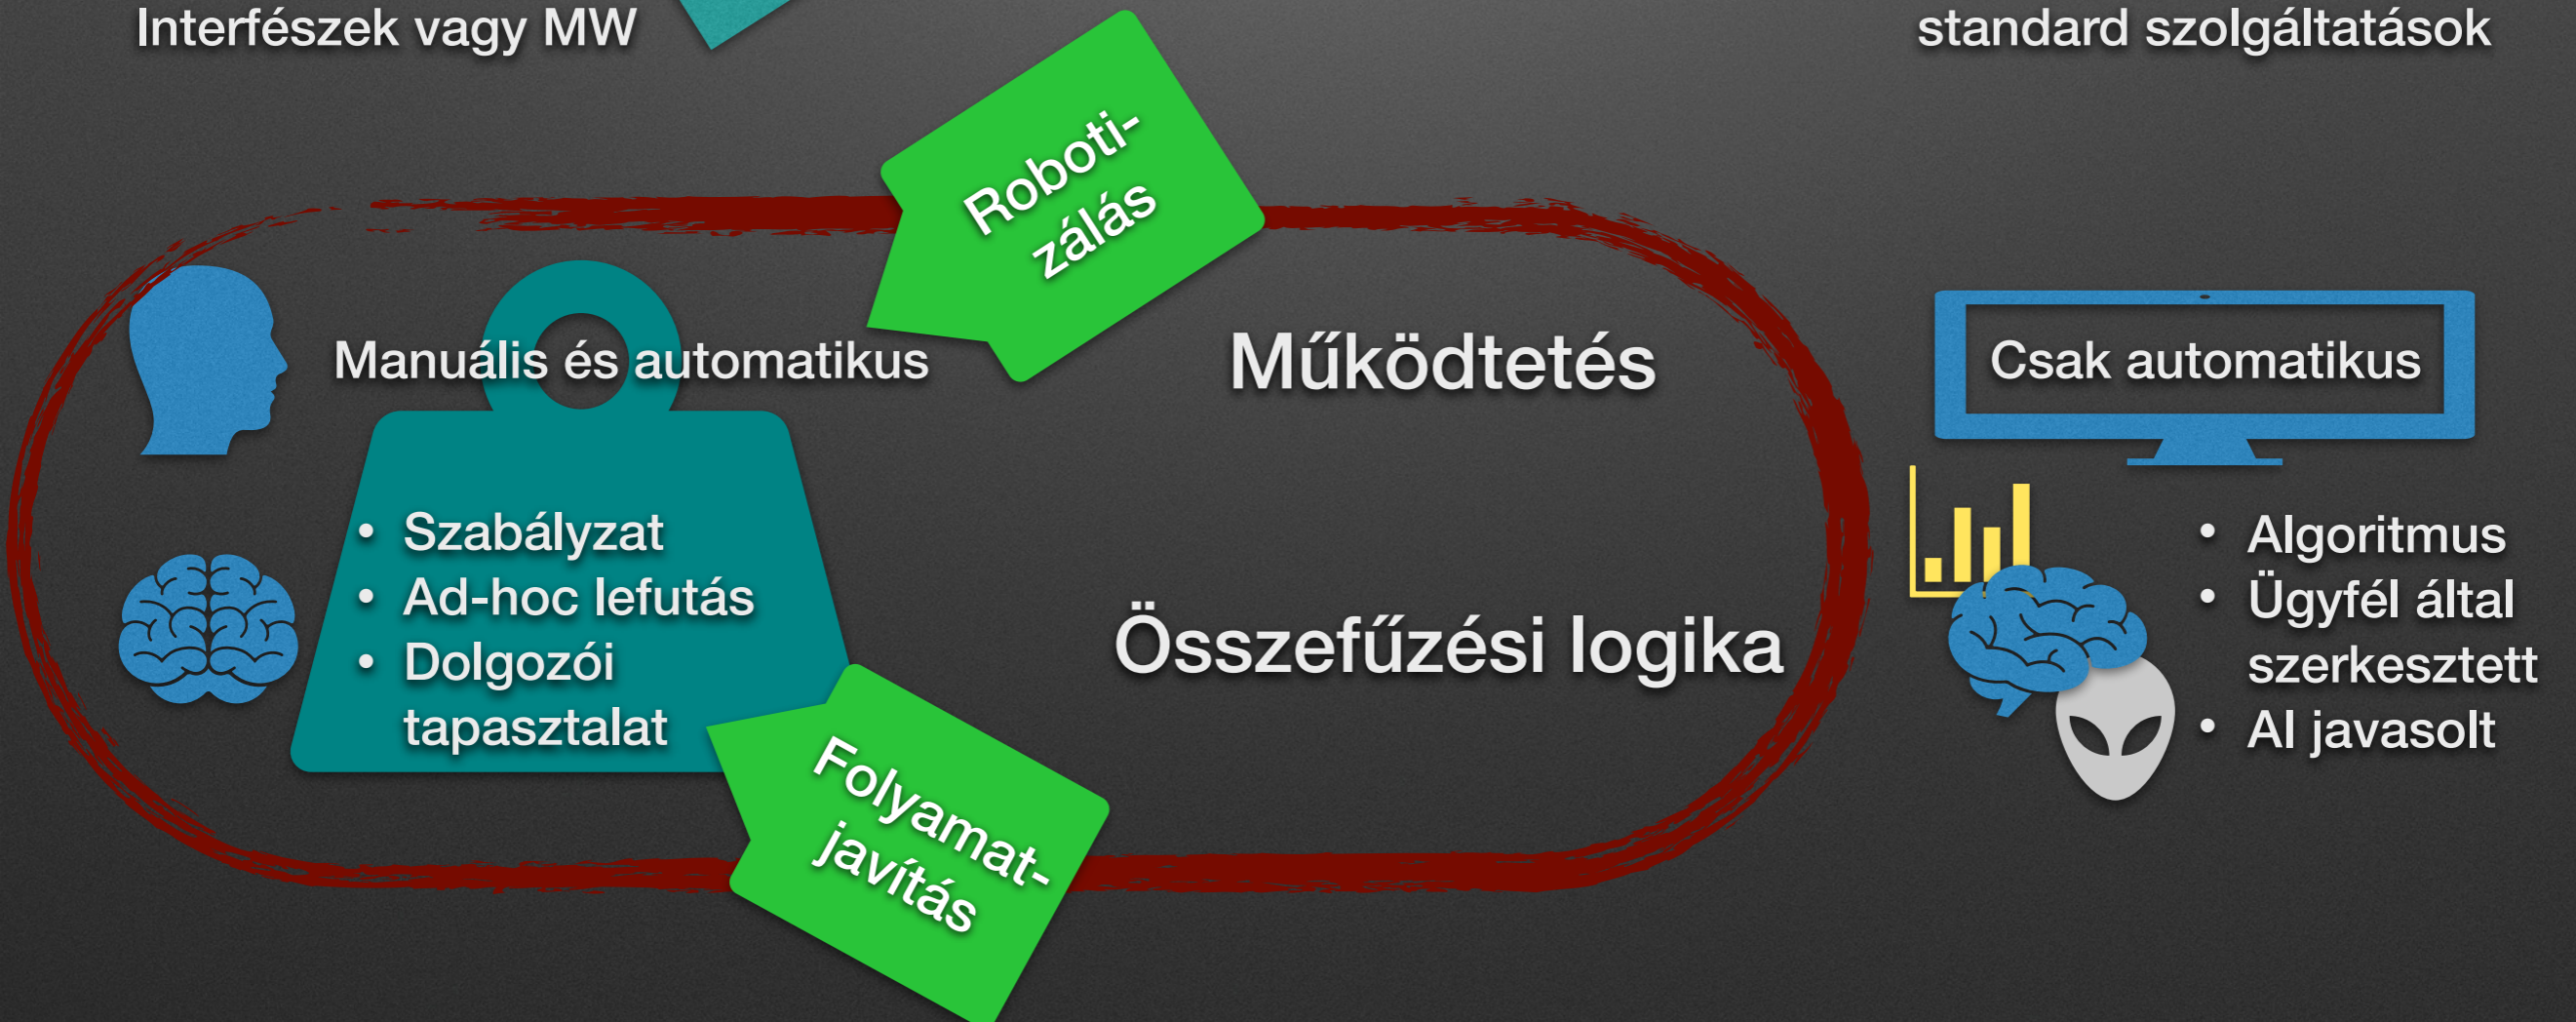 Interfészek vagy MW
standard szolgáltatások
Roboti-
zálás
Manuális és automatikus
Működtetés
Csak automatikus
• Szabályzat
• Ad-hoc lefutás
• Dolgozói
tapasztalat
Összefűzési logika
• Algoritmus
• Ügyfél által
szerkesztett
• AI javasolt
Folyamat-
javítás